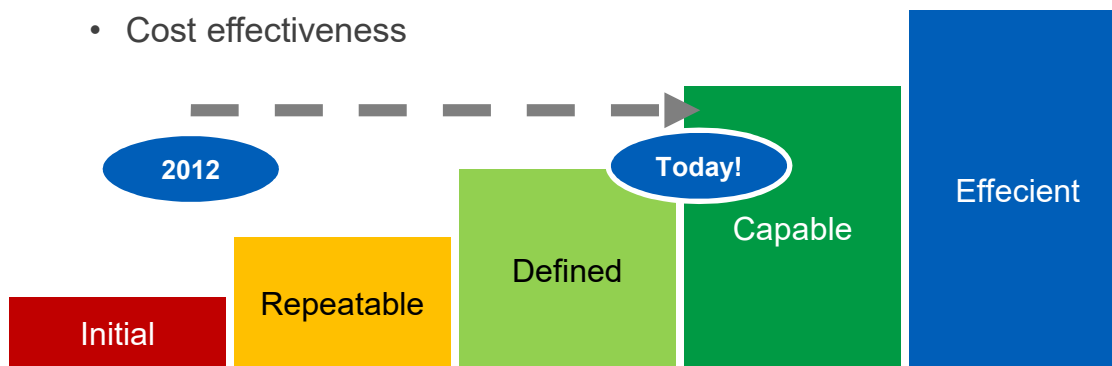 • Cost effectiveness
2012
Today!
Effecient
Capable
Defined
Repeatable
Initial